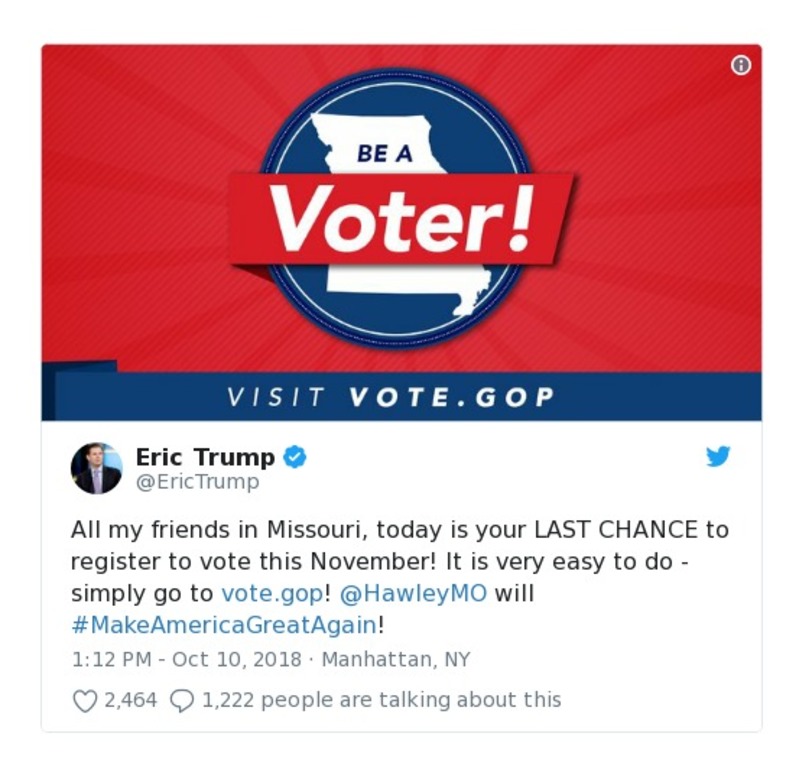 BE A
Voter!
VISIT VOTE.GOP
Eric Trump
@EricTrump
All my friends in Missouri, today is your LAST CHANCE to
register to vote this November! It is very easy to do -
simply go to vote.gop! @HawleyMO will
#MakeAmericaGreatAgain!
1:12 PM - Oct 10, 2018 · Manhattan, NY
2,464 1,222 people are talking about this